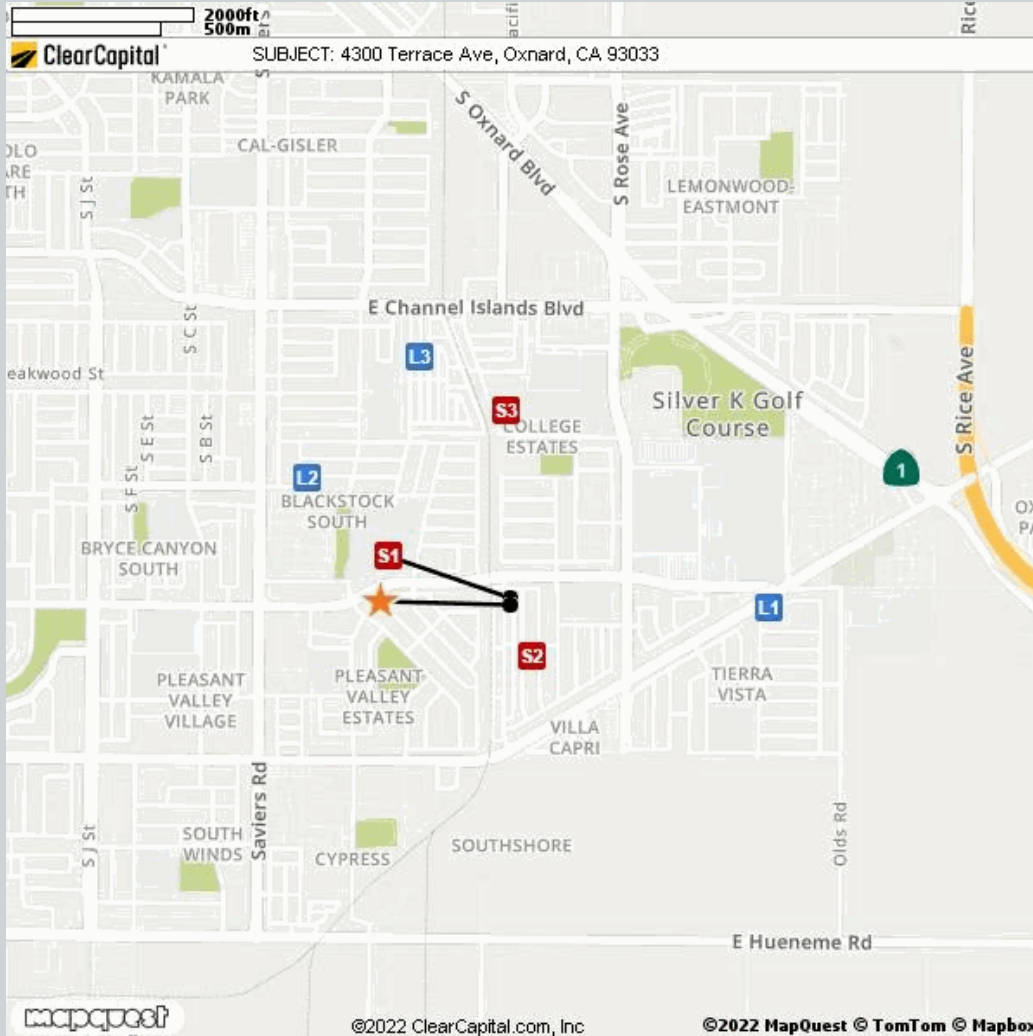 2000ft
500m
ClearCapital
SUBJECT: 4300 Terrace Ave, Oxnard, CA 93033
KAMALA
PARK
CAL-GISLER
S Oxnard Blvd
S Rose Ave
LEMONWOOD-
EASTMONT
S J St
E Channel Islands Blvd
S C St
L3
eakwood St
S3
COLLEGE
ESTATES
Silver K Golf
Course
S Rice Ave
S E St
S B St
S F St
L2
BLACKSTOCK
SOUTH
1
BRYCE CANYON
SOUTH
S1
L1
S2
PLEASANT
VALLEY
VILLAGE
PLEASANT
VALLEY
ESTATES
TIERRA
VISTA
VILLA
CAPRI
Saviers Rd
S J St
SOUTH
WINDS
CYPRESS
SOUTHSHORE
Olds Rd
E Hueneme Rd
mapquest
©2022 ClearCapital.com, Inc
©2022 MapQuest © TomTom © Mapbox